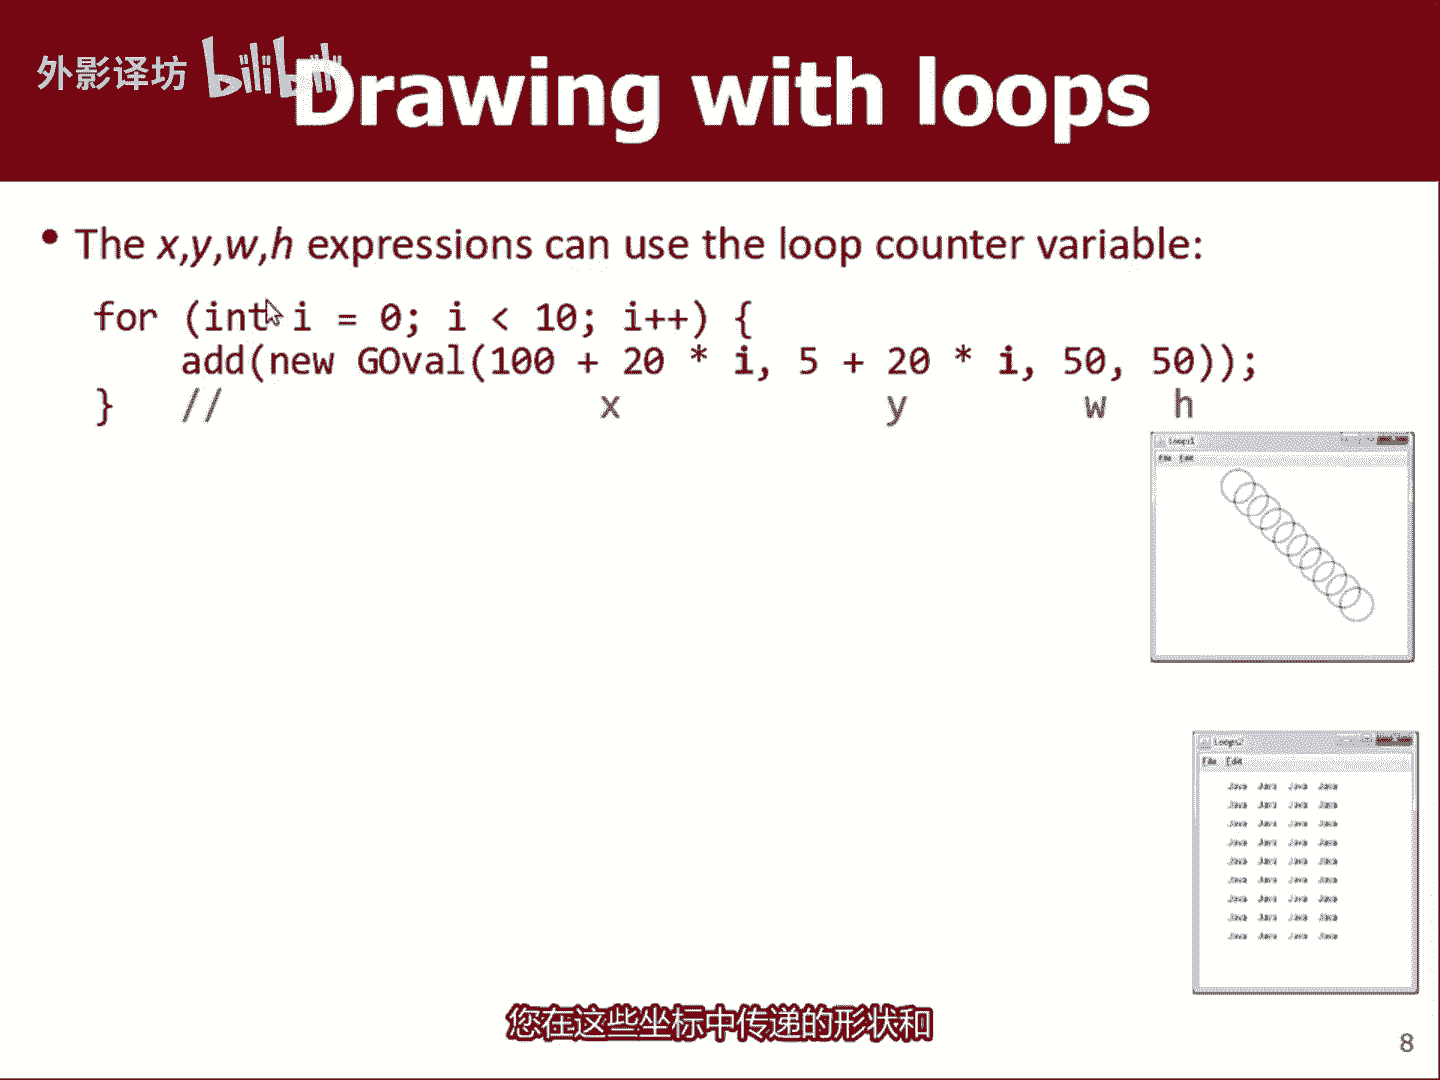 外影译坊 bilibili
Drawing with loops
• The x,y,w,h expressions can use the loop counter variable:
for (int i = 0; i < 10; i++) {
add(new GOval(100 + 20 * i, 5 + 20 * i, 50, 50));
} // x y w h
Loops1
File Edit
Loops2
File Edit
Java Java Java Java
Java Java Java Java
Java Java Java Java
Java Java Java Java
Java Java Java Java
Java Java Java Java
Java Java Java Java
Java Java Java Java
Java Java Java Java
您在这些坐标中传递的形状和
8